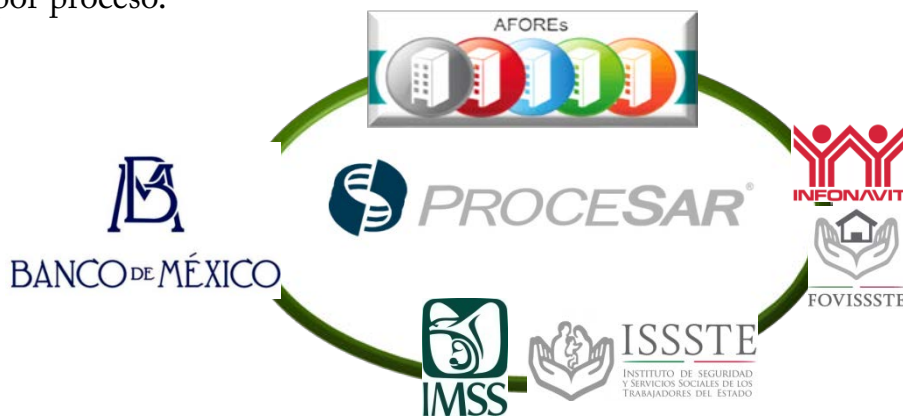 por proceso.
AFOREs
PROCESAR®
INFONAVIT
BANCO DE MÉXICO
FOVISSSTE
ISSSTE
INSTITUTO DE SEGURIDAD
Y SERVICIOS SOCIALES DE LOS
TRABAJADORES DEL ESTADO
IMSS